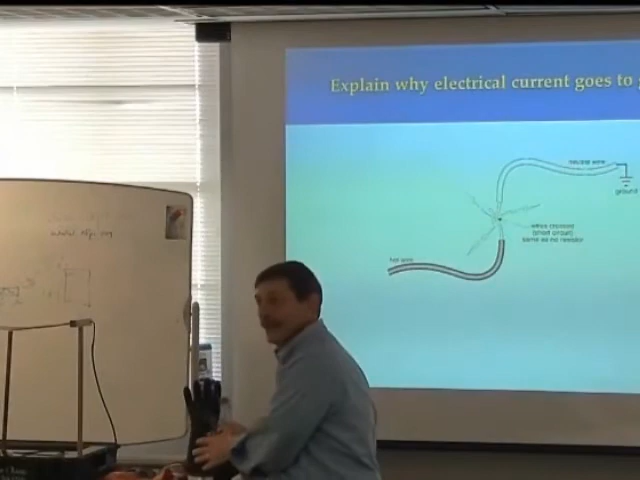 Explain why electrical current goes to
neutral wire
ground
wires crossed
(short circuit)
same as no resistor
hot wire